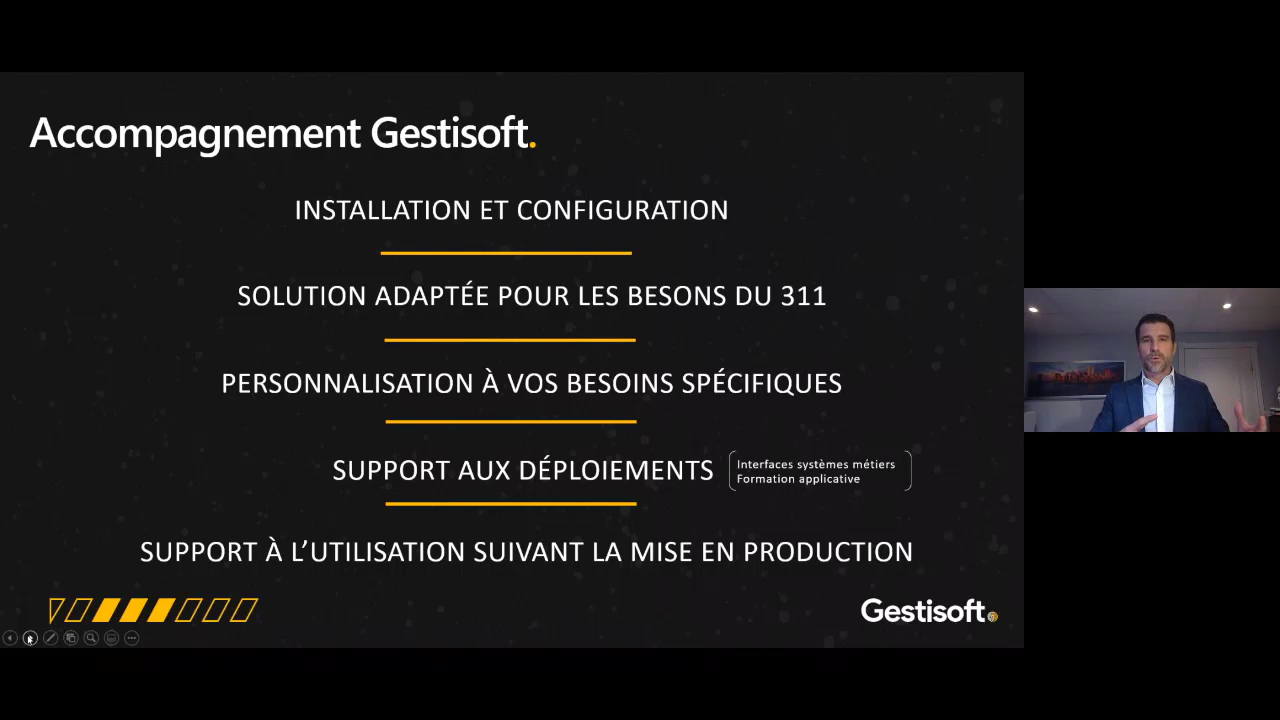 Accompagnement Gestisoft.
INSTALLATION ET CONFIGURATION
SOLUTION ADAPTÉE POUR LES BESONS DU 311
PERSONNALISATION À VOS BESOINS SPÉCIFIQUES
SUPPORT AUX DÉPLOIEMENTS
Interfaces systèmes métiers
Formation applicative
SUPPORT À L’UTILISATION SUIVANT LA MISE EN PRODUCTION
Gestisoft